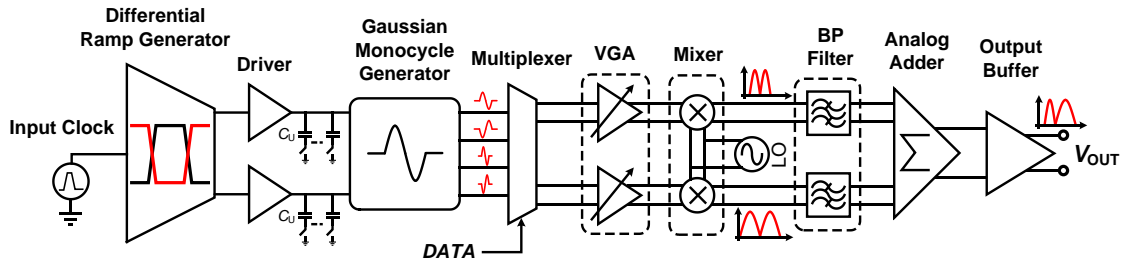 Differential
Ramp Generator
Driver
Gaussian
Monocycle
Generator
Multiplexer
VGA
Mixer
BP
Filter
Analog
Adder
Output
Buffer
Input Clock
CU
CU
LO
VOUT
DATA